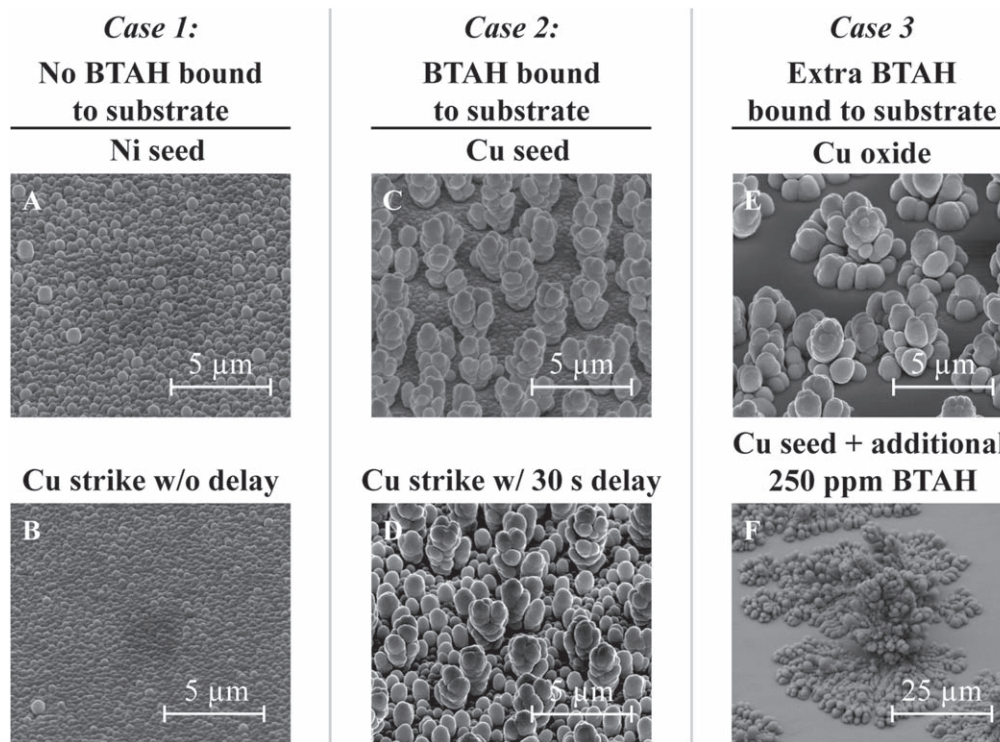 Case 1:
No BTAH bound
to substrate
Ni seed
A
5 µm
Cu strike w/o delay
B
5 µm
Case 2:
BTAH bound
to substrate
Cu seed
C
5 µm
Cu strike w/ 30 s delay
D
5 µm
Case 3
Extra BTAH
bound to substrate
Cu oxide
E
5 µm
Cu seed + additional
250 ppm BTAH
F
25 µm